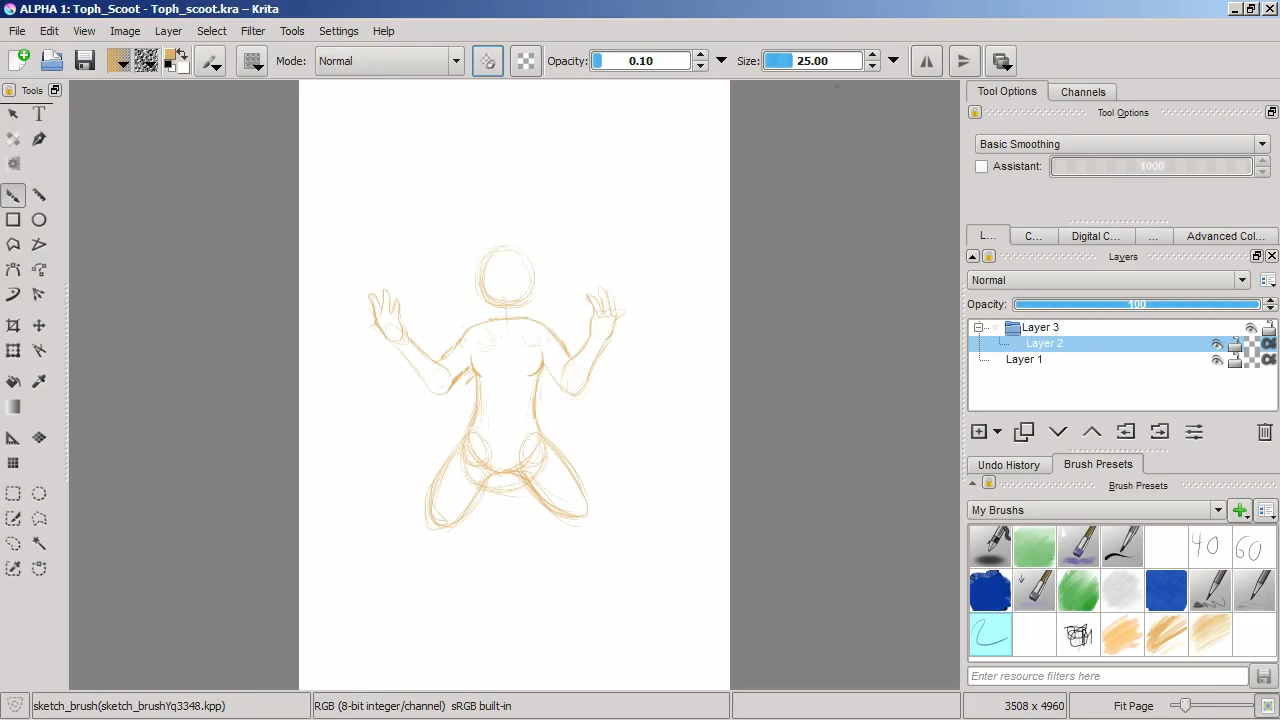 ALPHA 1: Toph_Scoot - Toph_scoot.kra – Krita
File Edit View Image Layer Select Filter Tools Settings Help
Mode: Normal Opacity: 0.10 Size: 25.00
Tools
Tool Options Channels
Tool Options
Basic Smoothing
Assistant: 1000
L... C... Digital C... ... Advanced Col...
Layers
Normal
Opacity: 100
Layer 3
Layer 2
Layer 1
Undo History Brush Presets
Brush Presets
My Brushes
40 60
Enter resource filters here
sketch_brush(sketch_brushYq3348.kpp) RGB (8-bit integer/channel) sRGB built-in 3508 x 4960 Fit Page